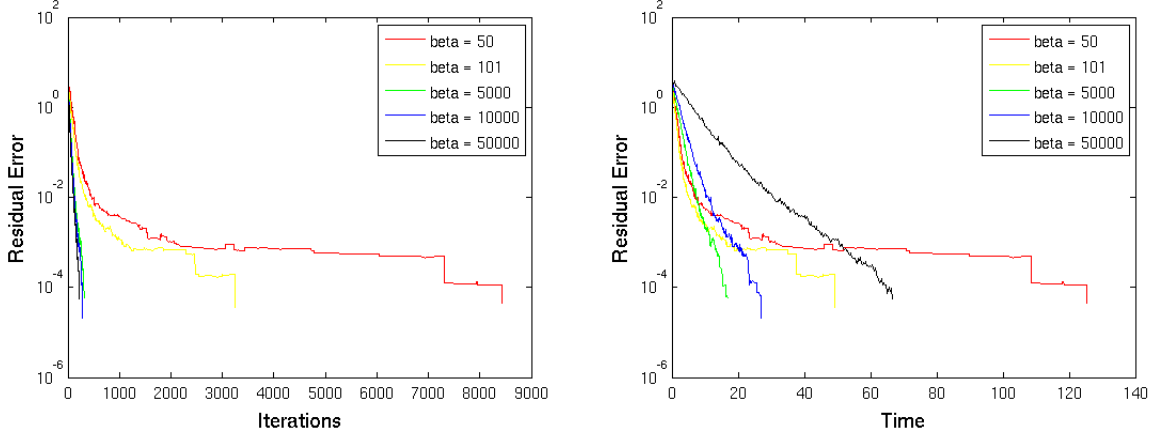 10^2
10^0
10^-2
10^-4
10^-6
Residual Error
0 1000 2000 3000 4000 5000 6000 7000 8000 9000
Iterations
beta = 50
beta = 101
beta = 5000
beta = 10000
beta = 50000
10^2
10^0
10^-2
10^-4
10^-6
Residual Error
0 20 40 60 80 100 120 140
Time
beta = 50
beta = 101
beta = 5000
beta = 10000
beta = 50000